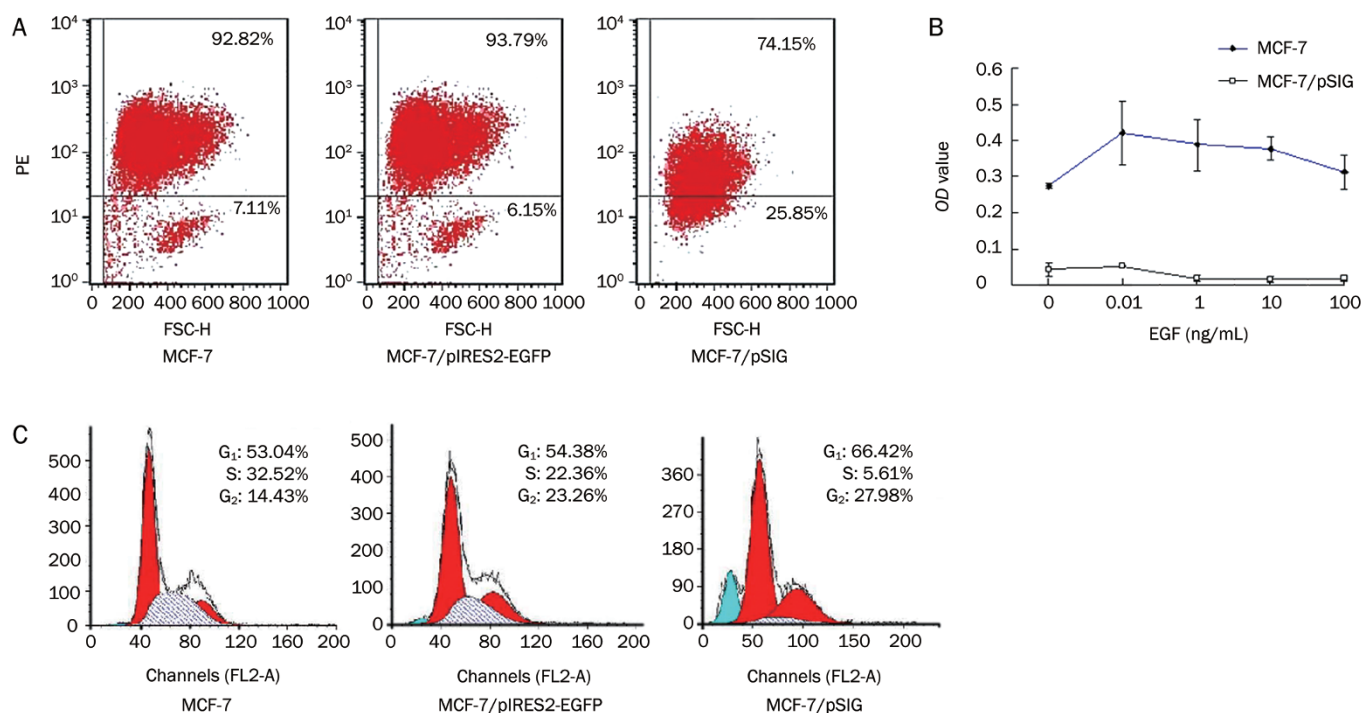 A
PE
10⁴
10³
10²
10¹
10⁰
92.82%
7.11%
0 200 400 600 800 1000
FSC-H
MCF-7
93.79%
6.15%
0 200 400 600 800 1000
FSC-H
MCF-7/pIRES2-EGFP
10⁴
10³
10²
10¹
10⁰
74.15%
25.85%
0 200 400 600 800 1000
FSC-H
MCF-7/pSIG
B
MCF-7
MCF-7/pSIG
OD value
0.6
0.5
0.4
0.3
0.2
0.1
0
0 0.01 1 10 100
EGF (ng/mL)
C
500
400
300
200
100
0
G₁: 53.04%
S: 32.52%
G₂: 14.43%
0 40 80 120 160 200
Channels (FL2-A)
MCF-7
500
400
300
200
100
0
G₁: 54.38%
S: 22.36%
G₂: 23.26%
0 40 80 120 160 200
Channels (FL2-A)
MCF-7/pIRES2-EGFP
360
270
180
90
0
G₁: 66.42%
S: 5.61%
G₂: 27.98%
0 50 100 150 200
Channels (FL2-A)
MCF-7/pSIG